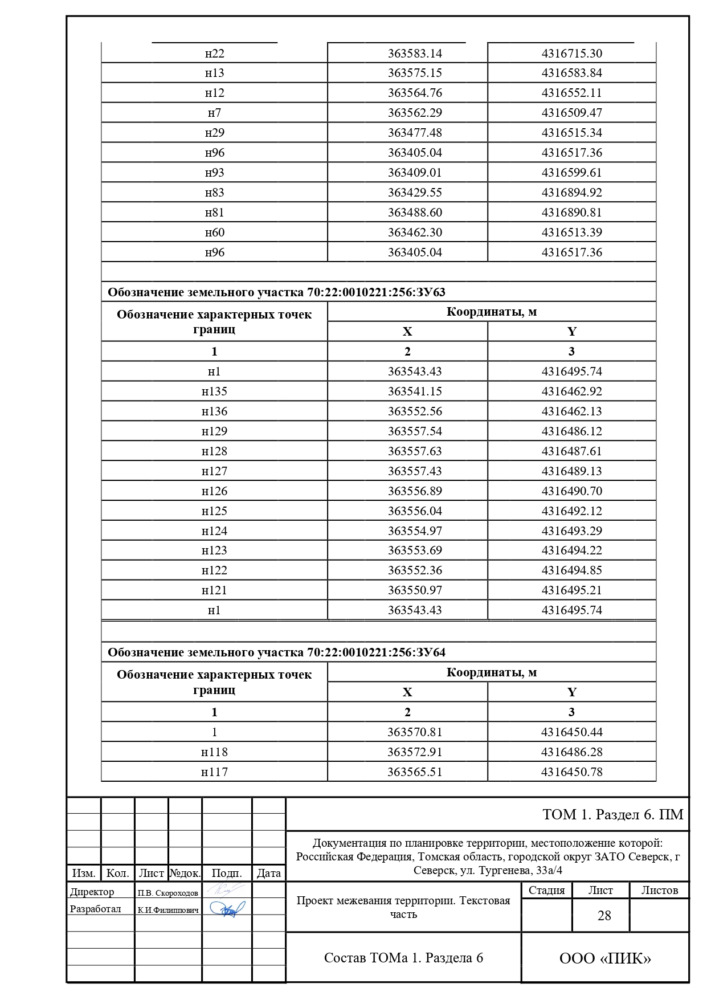 н22 363583.14 4316715.30
н13 363575.15 4316583.84
н12 363564.76 4316552.11
н7 363562.29 4316509.47
н29 363477.48 4316515.34
н96 363405.04 4316517.36
н93 363409.01 4316599.61
н83 363429.55 4316894.92
н81 363488.60 4316890.81
н60 363462.30 4316513.39
н96 363405.04 4316517.36
Обозначение земельного участка 70:22:0010221:256:ЗУ63
Обозначение характерных точек
границ
Координаты, м
X Y
1 2 3
н1 363543.43 4316495.74
н135 363541.15 4316462.92
н136 363552.56 4316462.13
н129 363557.54 4316486.12
н128 363557.63 4316487.61
н127 363557.43 4316489.13
н126 363556.89 4316490.70
н125 363556.04 4316492.12
н124 363554.97 4316493.29
н123 363553.69 4316494.22
н122 363552.36 4316494.85
н121 363550.97 4316495.21
н1 363543.43 4316495.74
Обозначение земельного участка 70:22:0010221:256:ЗУ64
Обозначение характерных точек
границ
Координаты, м
X Y
1 2 3
1 363570.81 4316450.44
н118 363572.91 4316486.28
н117 363565.51 4316450.78
ТОМ 1. Раздел 6. ПМ
Документация по планировке территории, местоположение которой:
Российская Федерация, Томская область, городской округ ЗАТО Северск, г
Северск, ул. Тургенева, 33а/4
Изм. Кол. Лист №док. Подп. Дата
Директор П.В. Скороходов
Разработал К.И.Филиппович
Проект межевания территории. Текстовая
часть
Стадия Лист Листов
28
Состав ТОМа 1. Раздела 6
ООО «ПИК»